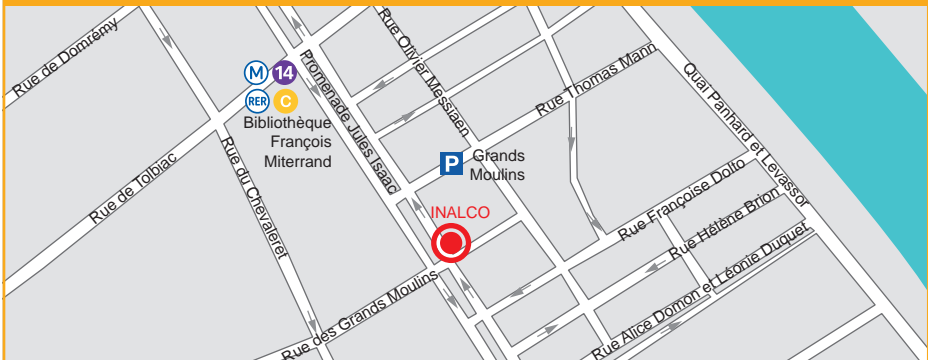 Rue de Domrémy
M 14
RER C
Bibliothèque
François
Miterrand
Promenade Jules Isaac
Rue Olivier Messiaen
Rue Thomas Mann
Quai Panhard et Levassor
Rue de Tolbiac
Rue du Chevaleret
P Grands
Moulins
INALCO
Rue Françoise Dolto
Rue Hélène Brion
Rue Alice Domon et Léonie Duquet
Rue des Grands Moulins